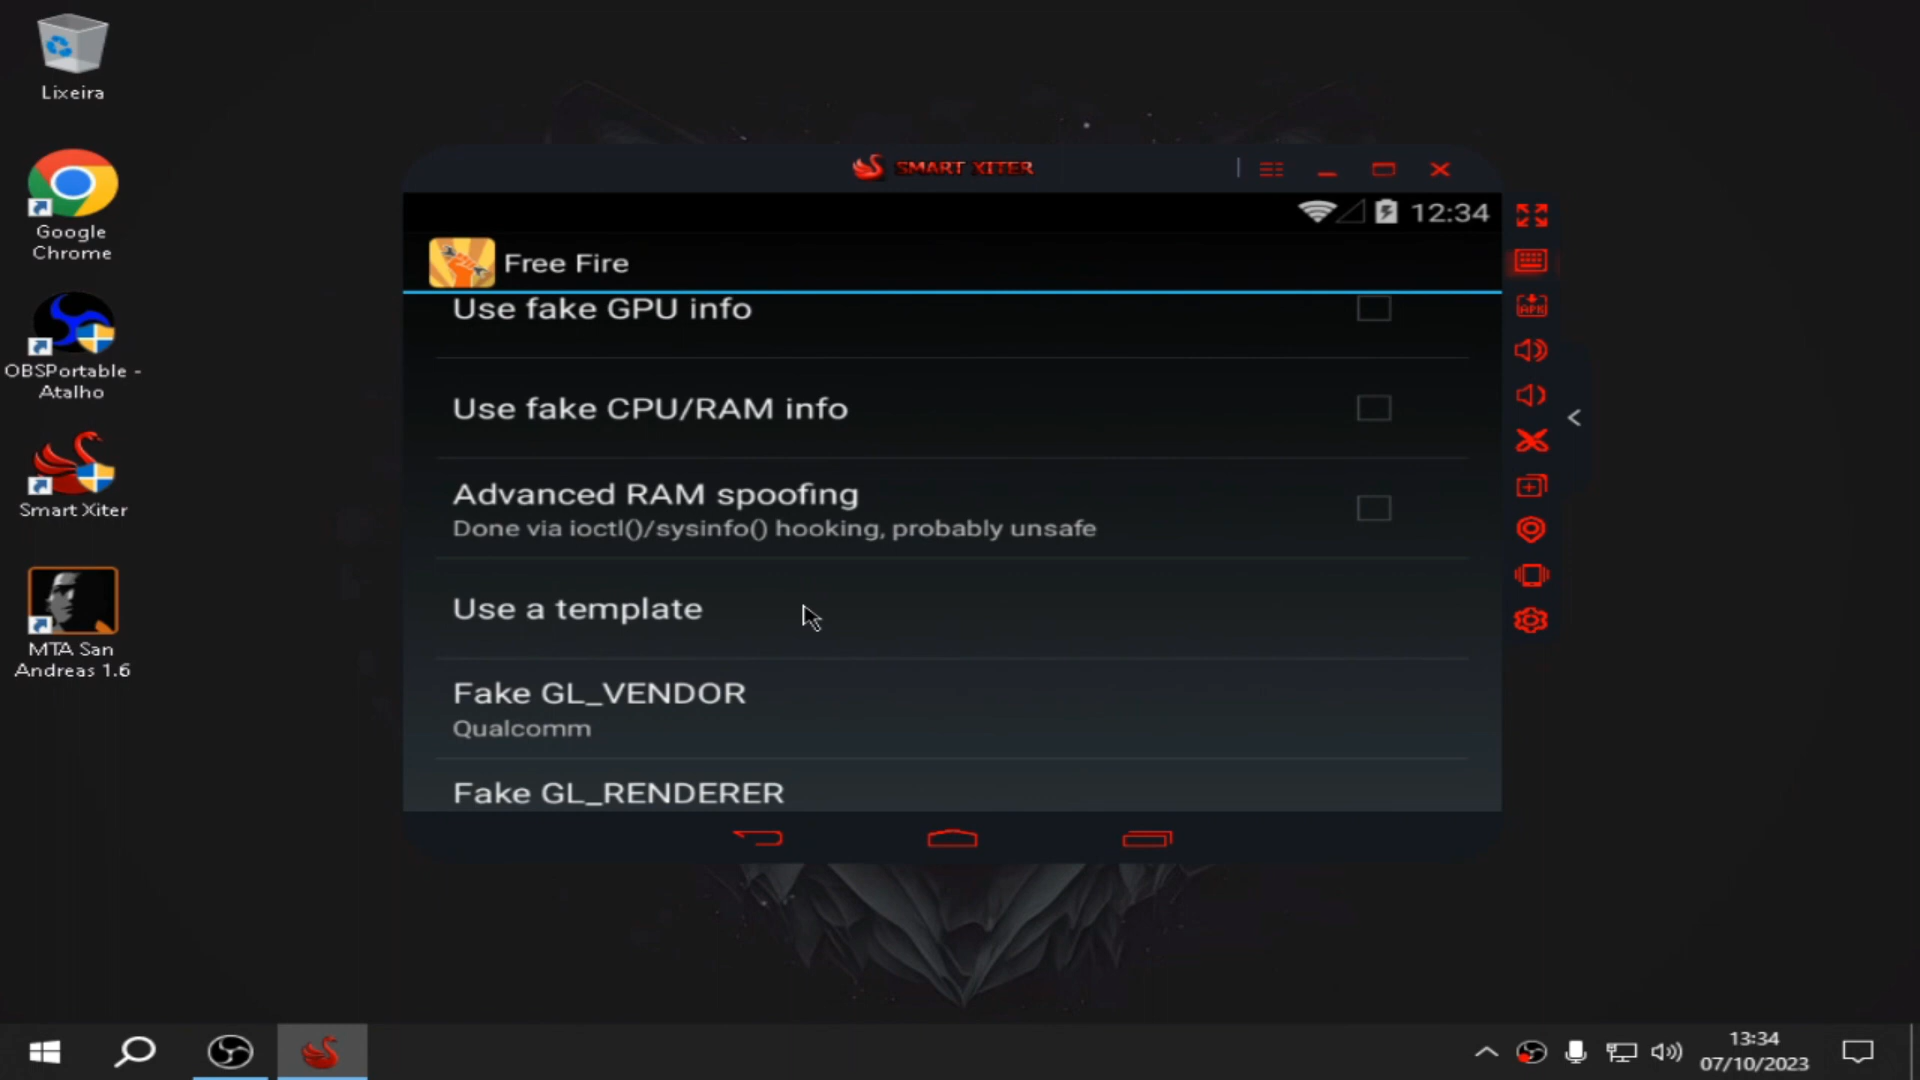 Lixeira
Google
Chrome
OBSPortable -
Atalho
Smart Xiter
MTA San
Andreas 1.6
SMART XITER
12:34
Free Fire
Use fake GPU info
Use fake CPU/RAM info
Advanced RAM spoofing
Done via ioctl()/sysinfo() hooking, probably unsafe
Use a template
Fake GL_VENDOR
Qualcomm
Fake GL_RENDERER
APK
13:34
07/10/2023